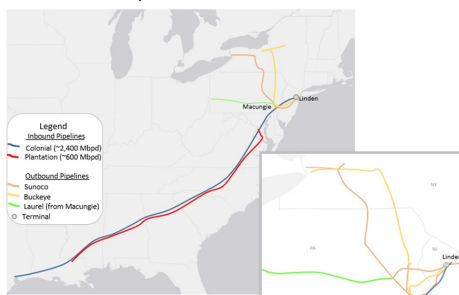 Linden
Macungie
Legend
Inbound Pipelines
Colonial (~2,400 Mbpd)
Plantation (~600 Mbpd)
Outbound Pipelines
Sunoco
Buckeye
Laurel (from Macungie)
Terminal
NY
PA
NJ
Linden